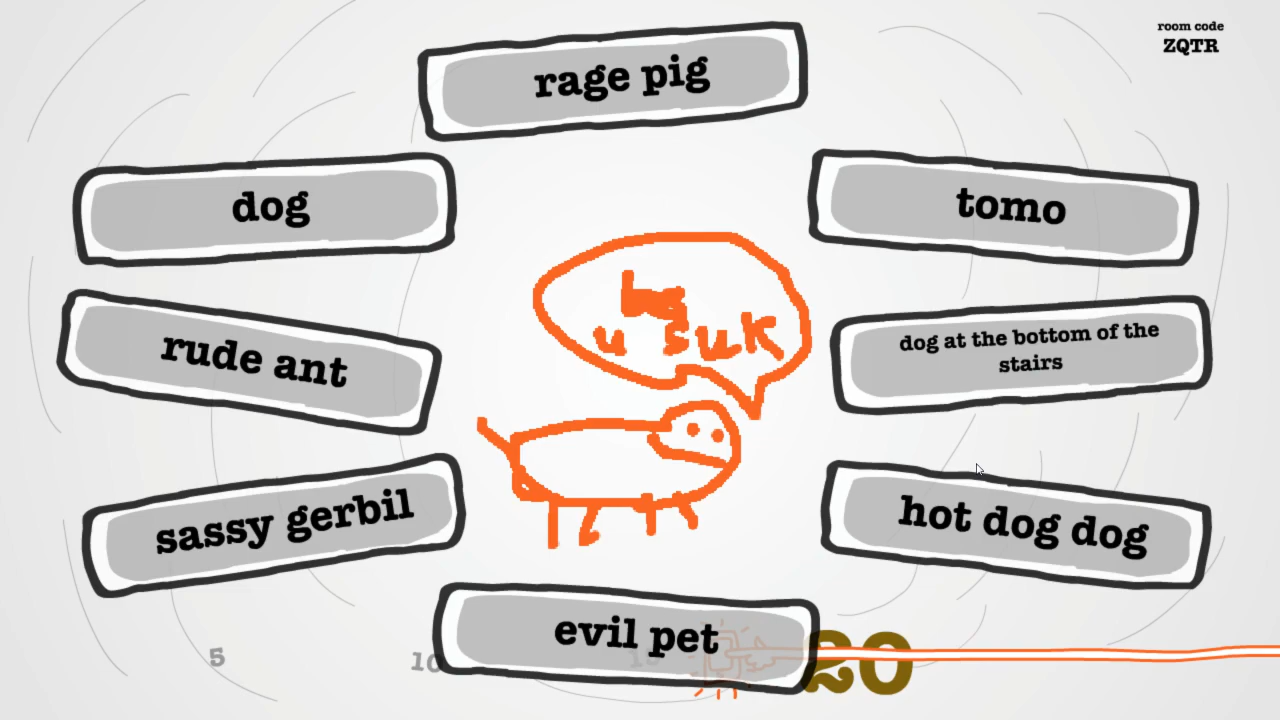 room code
ZQTR
rage pig
dog
tomo
rude ant
dog at the bottom of the
stairs
u suk
sassy gerbil
hot dog dog
evil pet
5
10
15
20